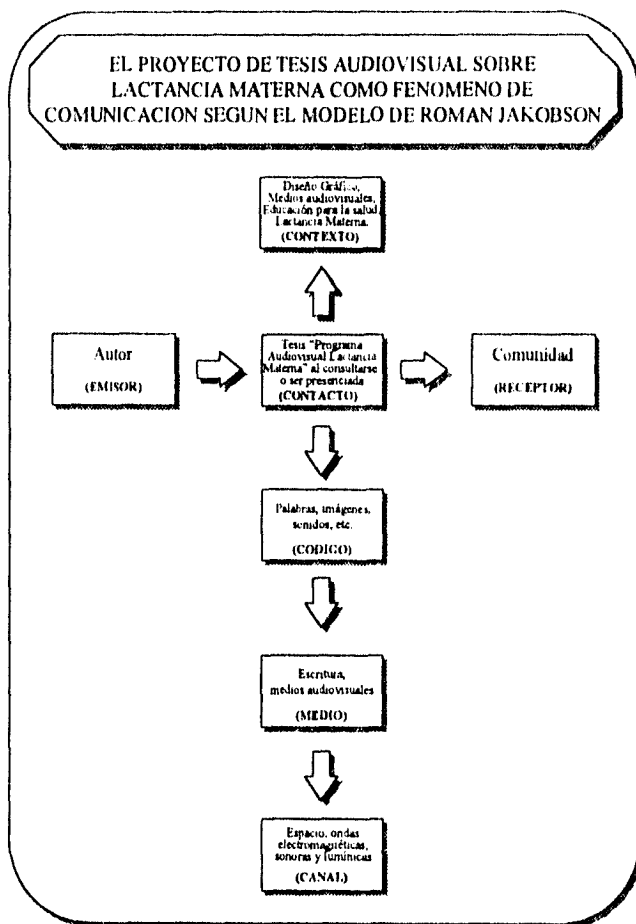 EL PROYECTO DE TESIS AUDIOVISUAL SOBRE
LACTANCIA MATERNA COMO FENOMENO DE
COMUNICACION SEGUN EL MODELO DE ROMAN JAKOBSON
Diseño Gráfico,
Medios audiovisuales,
Educación para la salud
Lactancia Materna.
(CONTEXTO)
Autor
(EMISOR)
Tesis "Programa
Audiovisual Lactancia
Materna" al consultarse
o ser presenciada
(CONTACTO)
Comunidad
(RECEPTOR)
Palabras, imágenes,
sonidos, etc.
(CODIGO)
Escritura,
medios audiovisuales
(MEDIO)
Espacio, ondas
electromagnéticas,
sonoras y lumínicas
(CANAL)